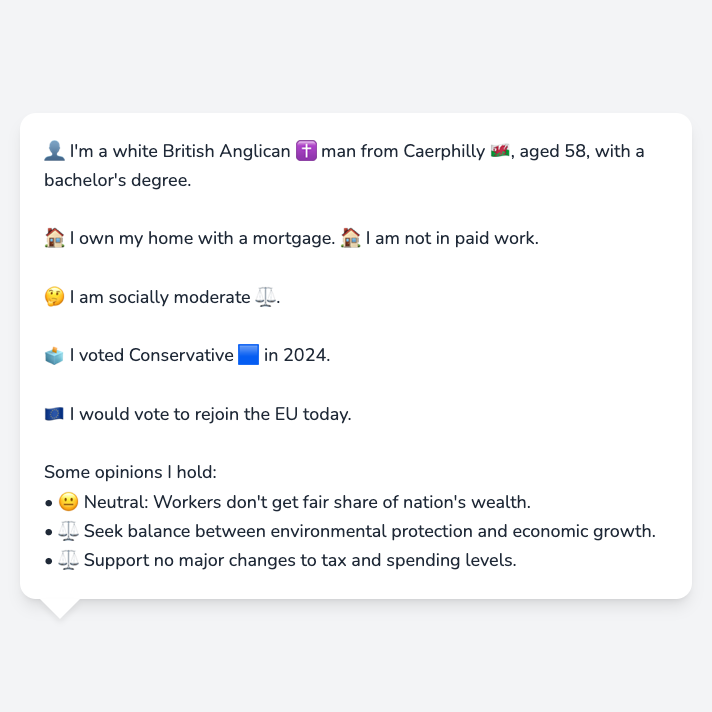 👤 I'm a white British Anglican ✝️ man from Caerphilly 🏴󠁧󠁢󠁷󠁬󠁳󠁿, aged 58, with a
bachelor's degree.
🏠 I own my home with a mortgage. 🏠 I am not in paid work.
🤔 I am socially moderate ⚖️.
🗳️ I voted Conservative 🟦 in 2024.
🇪🇺 I would vote to rejoin the EU today.
Some opinions I hold:
• 😐 Neutral: Workers don't get fair share of nation's wealth.
• ⚖️ Seek balance between environmental protection and economic growth.
• ⚖️ Support no major changes to tax and spending levels.